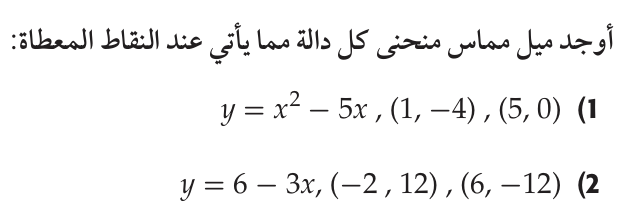 أوجد ميل مماس منحنى كل دالة مما يأتي عند النقاط المعطاة:
1) y = x² − 5x , (1, −4) , (5, 0)
2) y = 6 − 3x, (−2 , 12) , (6, −12)